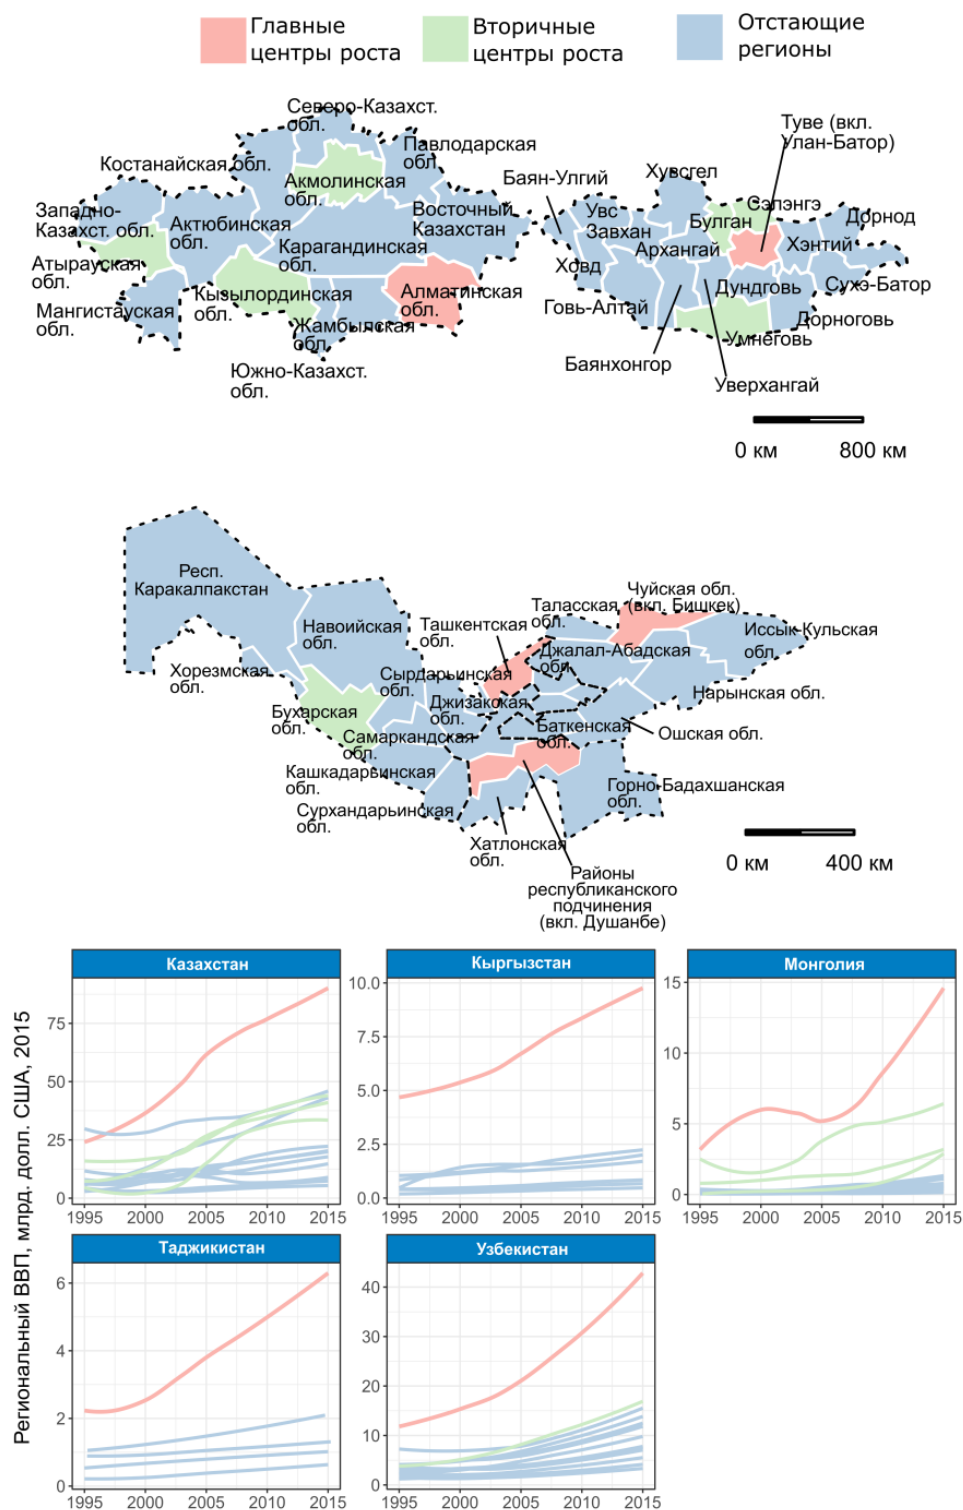 Главные
центры роста
Вторичные
центры роста
Отстающие
регионы
Северо-Казахст.
обл.
Павлодарская
обл.
Костанайская обл.
Акмолинская
обл.
Западно-
Казахст. обл.
Актюбинская
обл.
Восточный
Казахстан
Карагандинская
обл.
Атырауская
обл.
Мангистауская
обл.
Кызылординская
обл.
Алматинская
обл.
Жамбылская
обл.
Южно-Казахст.
обл.
Туве (вкл.
Улан-Батор)
Баян-Улгий
Хувсгел
Увс
Завхан
Сэлэнгэ
Булган
Дорнод
Архангай
Хэнтий
Ховд
Дундговь
Сухэ-Батор
Говь-Алтай
Дорноговь
Умнеговь
Баянхонгор
Уверхангай
0 км
800 км
Респ.
Каракалпакстан
Чуйская обл.
(вкл. Бишкек)
Таласская
обл.
Навоийская
обл.
Ташкентская
обл.
Иссык-Кульская
обл.
Джалал-Абадская
обл.
Хорезмская
обл.
Сырдарьинская
обл.
Нарынская обл.
Бухарская
обл.
Джизакская
обл.
Самаркандская
обл.
Баткенская
обл.
Ошская обл.
Кашкадарьинская
обл.
Горно-Бадахшанская
обл.
Сурхандарьинская
обл.
Хатлонская
обл.
Районы
республиканского
подчинения
(вкл. Душанбе)
0 км
400 км
Региональный ВВП, млрд. долл. США, 2015
Казахстан
75
50
25
0
1995 2000 2005 2010 2015
Кыргызстан
10.0
7.5
5.0
2.5
0.0
1995 2000 2005 2010 2015
Монголия
15
10
5
0
1995 2000 2005 2010 2015
Таджикистан
6
4
2
0
1995 2000 2005 2010 2015
Узбекистан
40
30
20
10
0
1995 2000 2005 2010 2015